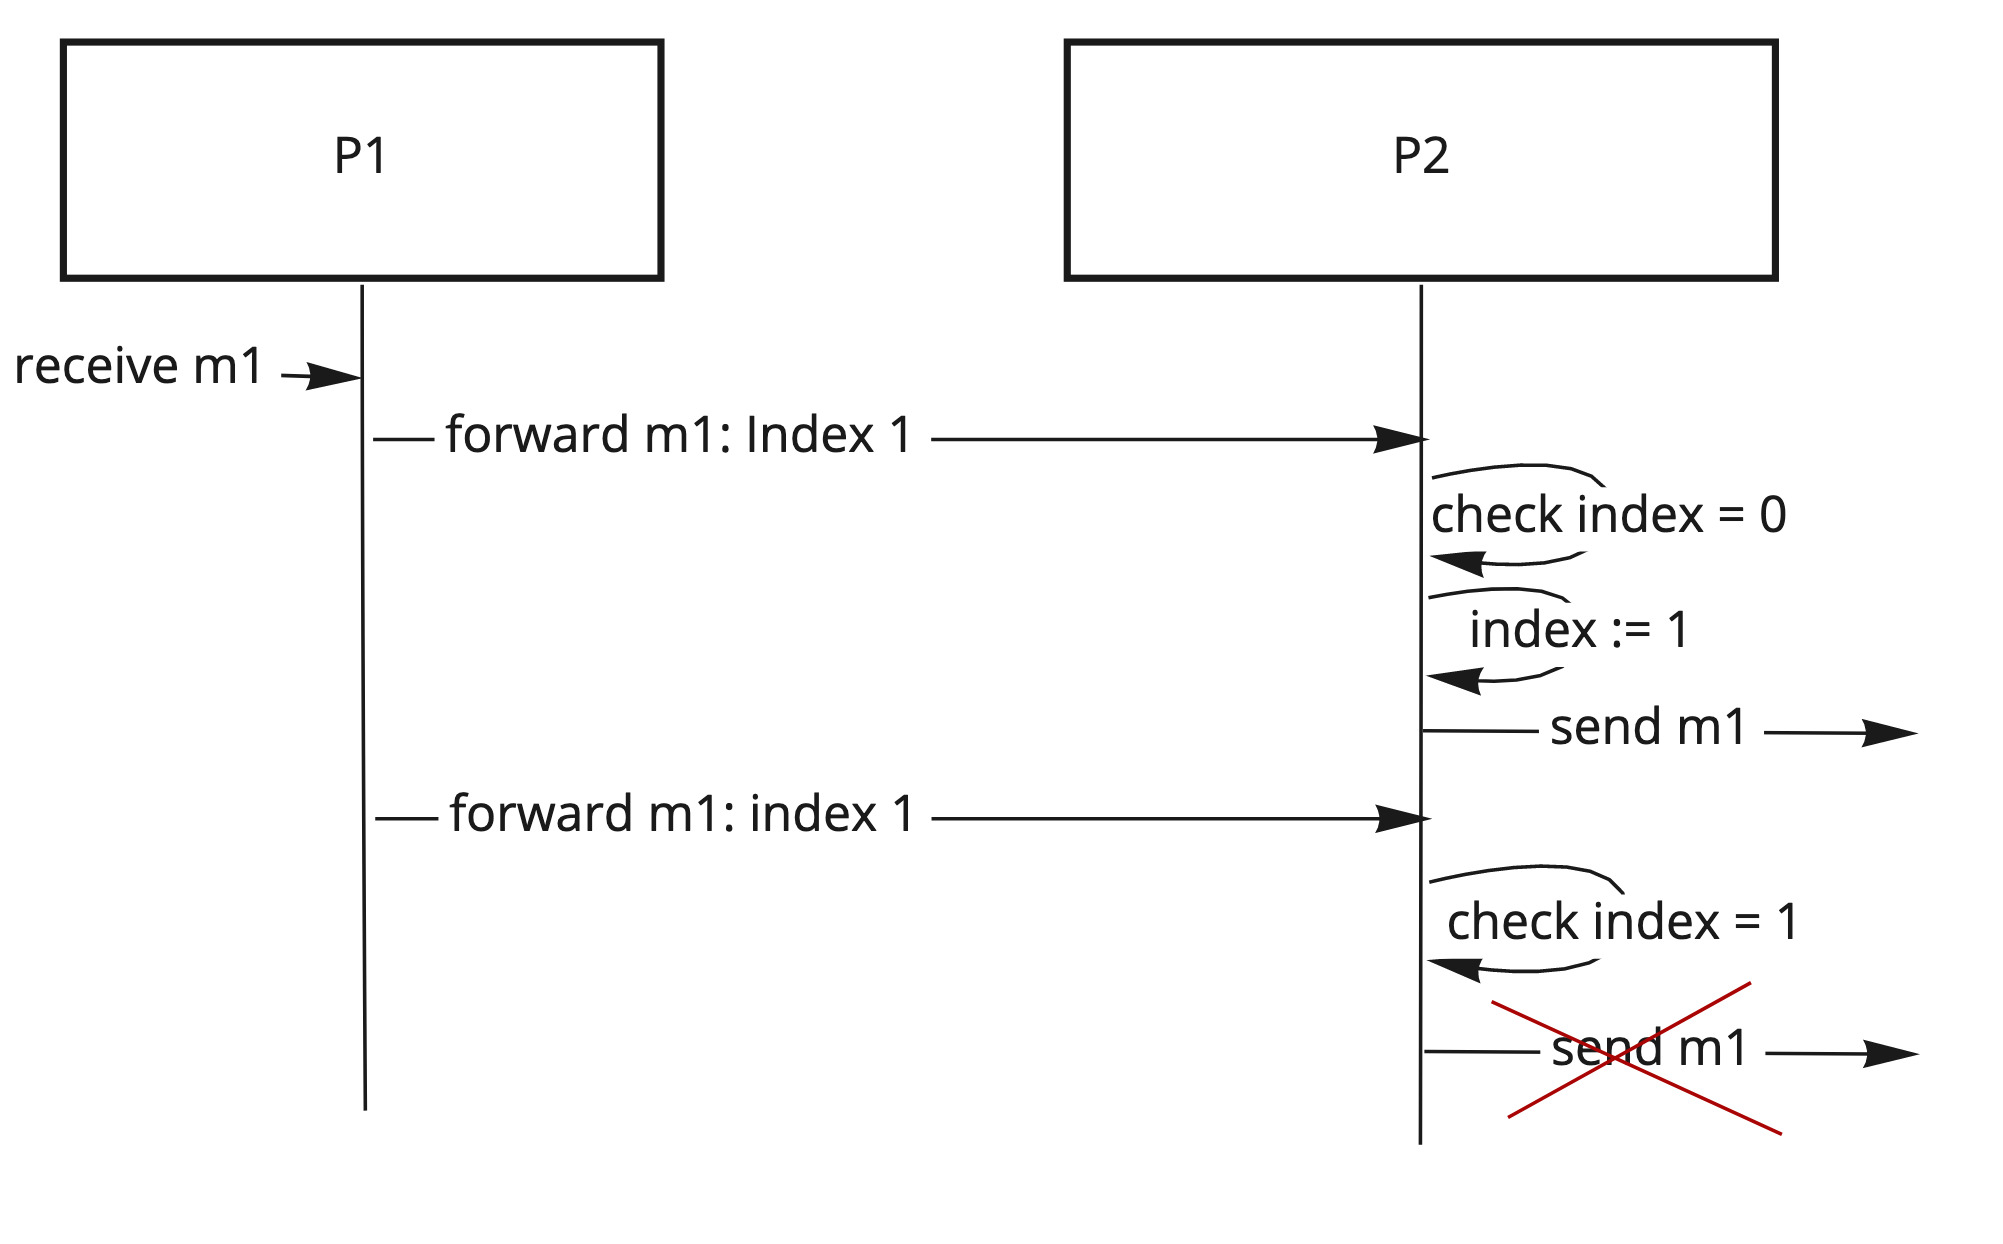 P1
P2
receive m1
forward m1: Index 1
check index = 0
index := 1
send m1
forward m1: index 1
check index = 1
send m1